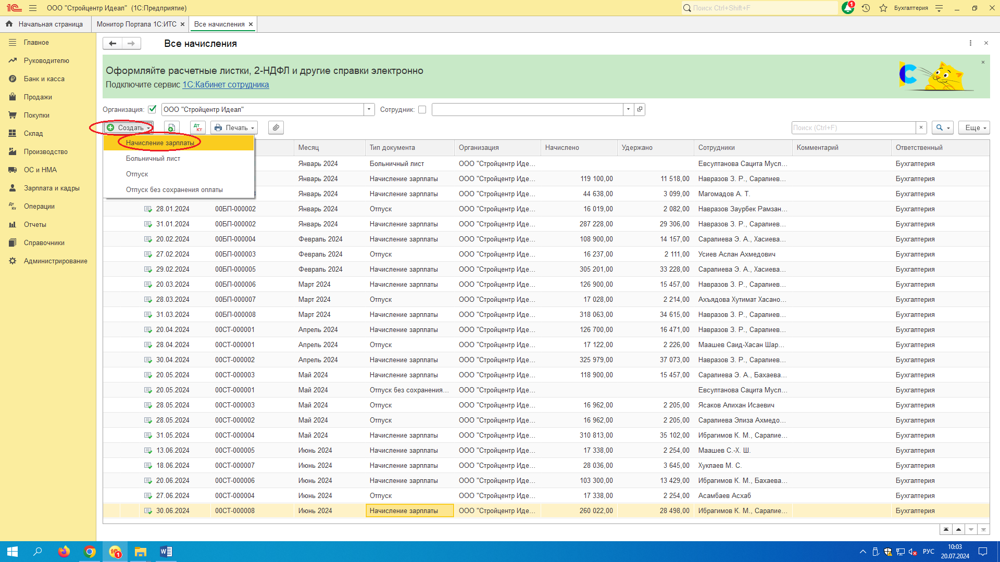 1С ООО "Стройцентр Идеал" (1С:Предприятие) Поиск Ctrl+Shift+F 1 Бухгалтерия
Начальная страница Монитор Портала 1С:ИТС × Все начисления ×
Главное
Руководителю
Банк и касса
Продажи
Покупки
Склад
Производство
ОС и НМА
Зарплата и кадры
Операции
Отчеты
Справочники
Администрирование
Все начисления
Оформляйте расчетные листки, 2-НДФЛ и другие справки электронно
Подключите сервис 1С:Кабинет сотрудника
Организация: ООО "Стройцентр Идеал" Сотрудник:
Создать Дт Кт Печать Поиск (Ctrl+F) × Еще
Начисление зарплаты
Больничный лист
Отпуск
Отпуск без сохранения оплаты
Месяц Тип документа Организация Начислено Удержано Сотрудники Комментарий Ответственный
Январь 2024 Больничный лист ООО "Стройцентр Иде... Евсултанова Сацита Мусл... Бухгалтерия
Январь 2024 Начисление зарплаты ООО "Стройцентр Иде... 119 100,00 11 518,00 Навразов З. Р., Саралиев... Бухгалтерия
Январь 2024 Начисление зарплаты ООО "Стройцентр Иде... 44 638,00 3 099,00 Магомадов А. Т. Бухгалтерия
28.01.2024 00БП-000002 Январь 2024 Отпуск ООО "Стройцентр Иде... 16 019,00 2 082,00 Навразов Заурбек Рамзан... Бухгалтерия
31.01.2024 00БП-000002 Январь 2024 Начисление зарплаты ООО "Стройцентр Иде... 287 228,00 29 306,00 Навразов З. Р., Саралиев... Бухгалтерия
20.02.2024 00БП-000004 Февраль 2024 Начисление зарплаты ООО "Стройцентр Иде... 108 900,00 14 157,00 Саралиева Э. А., Хасиева... Бухгалтерия
27.02.2024 00БП-000003 Февраль 2024 Отпуск ООО "Стройцентр Иде... 16 237,00 2 111,00 Усиев Аслан Ахмедович Бухгалтерия
29.02.2024 00БП-000005 Февраль 2024 Начисление зарплаты ООО "Стройцентр Иде... 305 201,00 33 228,00 Саралиева Э. А., Хасиева... Бухгалтерия
20.03.2024 00БП-000006 Март 2024 Начисление зарплаты ООО "Стройцентр Иде... 126 900,00 15 457,00 Навразов З. Р., Саралиев... Бухгалтерия
28.03.2024 00БП-000007 Март 2024 Отпуск ООО "Стройцентр Иде... 17 028,00 2 214,00 Ахъядова Хутимат Хасано... Бухгалтерия
31.03.2024 00БП-000008 Март 2024 Начисление зарплаты ООО "Стройцентр Иде... 318 063,00 34 615,00 Навразов З. Р., Саралиев... Бухгалтерия
20.04.2024 00СТ-000001 Апрель 2024 Начисление зарплаты ООО "Стройцентр Иде... 126 700,00 16 471,00 Навразов З. Р., Саралиев... Бухгалтерия
28.04.2024 00СТ-000001 Апрель 2024 Отпуск ООО "Стройцентр Иде... 17 122,00 2 226,00 Маашев Саид-Хасан Шар... Бухгалтерия
30.04.2024 00СТ-000002 Апрель 2024 Начисление зарплаты ООО "Стройцентр Иде... 325 979,00 37 073,00 Навразов З. Р., Саралиев... Бухгалтерия
20.05.2024 00СТ-000003 Май 2024 Начисление зарплаты ООО "Стройцентр Иде... 118 900,00 15 457,00 Саралиева Э. А., Бахаева... Бухгалтерия
20.05.2024 00СТ-000001 Май 2024 Отпуск без сохранения... ООО "Стройцентр Иде... Евсултанова Сацита Мусл... Бухгалтерия
28.05.2024 00СТ-000003 Май 2024 Отпуск ООО "Стройцентр Иде... 16 962,00 2 205,00 Ясаков Алихан Исаевич Бухгалтерия
28.05.2024 00СТ-000002 Май 2024 Отпуск ООО "Стройцентр Иде... 16 962,00 2 205,00 Саралиева Элиза Ахмедо... Бухгалтерия
31.05.2024 00СТ-000004 Май 2024 Начисление зарплаты ООО "Стройцентр Иде... 310 813,00 35 102,00 Ибрагимов К. М., Саралие... Бухгалтерия
13.06.2024 00СТ-000005 Июнь 2024 Начисление зарплаты ООО "Стройцентр Иде... 17 338,00 2 254,00 Маашев С.-Х. Ш. Бухгалтерия
18.06.2024 00СТ-000007 Июнь 2024 Начисление зарплаты ООО "Стройцентр Иде... 28 036,00 3 645,00 Хуклаев М. С. Бухгалтерия
20.06.2024 00СТ-000006 Июнь 2024 Начисление зарплаты ООО "Стройцентр Иде... 103 300,00 13 429,00 Ибрагимов К. М., Бахаева... Бухгалтерия
27.06.2024 00СТ-000004 Июнь 2024 Отпуск ООО "Стройцентр Иде... 17 338,00 2 254,00 Асамбаев Асхаб Бухгалтерия
30.06.2024 00СТ-000008 Июнь 2024 Начисление зарплаты ООО "Стройцентр Иде... 260 022,00 28 498,00 Ибрагимов К. М., Саралие... Бухгалтерия
РУС 10:03
20.07.2024